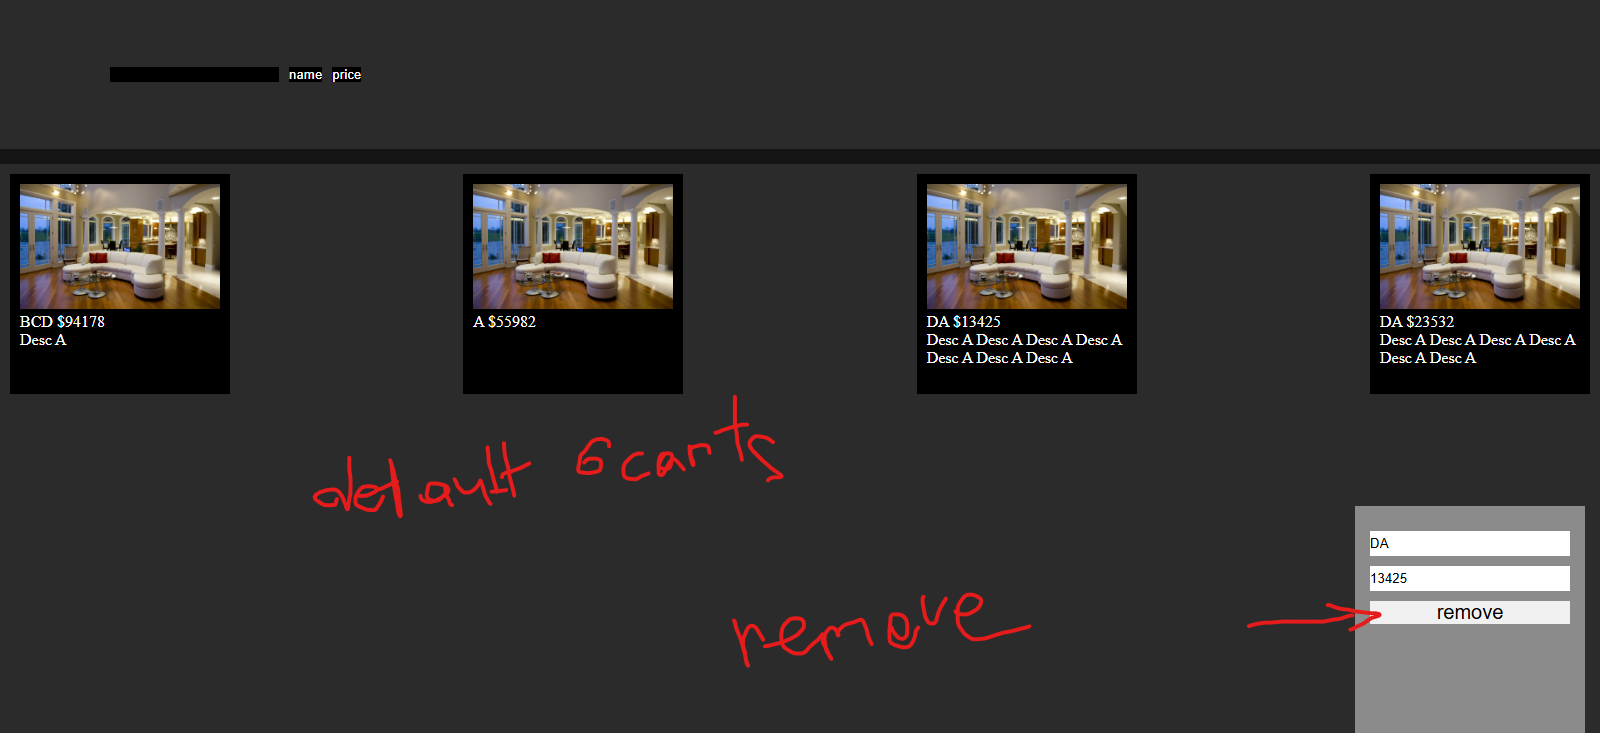 name price
BCD $94178
Desc A
A $55982
DA $13425
Desc A Desc A Desc A Desc A
Desc A Desc A Desc A
DA $23532
Desc A Desc A Desc A Desc A
Desc A Desc A
default 6 carts
DA
13425
remove
remove